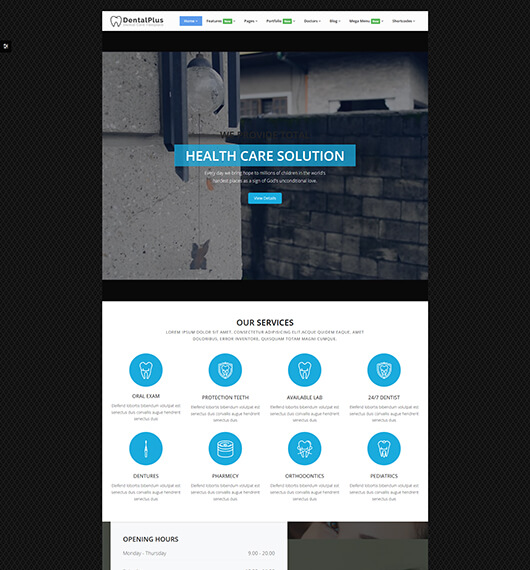 DentalPlus
Home
Features New
Pages
Portfolio New
Doctors
Blog
Mega Menu New
Shortcodes
WE PROVIDE TOTAL
HEALTH CARE SOLUTION
Every day we bring hope to millions of children in the world's
hardest places as a sign of God's unconditional love.
View Details
OUR SERVICES
LOREM IPSUM DOLOR SIT AMET, CONSECTETUR ADIPISICING ELIT ACQUE QUIDEM EAQUE, AMET
DOLORIBUS, ERROR INVENTORE, QUISQUAM TOTAM MAGNI CUMQUE.
ORAL EXAM
Eleifend lobortis bibendum volutpat est
senectus duis convallis augue hendrerit
senectus duis.
PROTECTION TEETH
Eleifend lobortis bibendum volutpat est
senectus duis convallis augue hendrerit
senectus duis.
AVAILABLE LAB
Eleifend lobortis bibendum volutpat est
senectus duis convallis augue hendrerit
senectus duis.
24/7 DENTIST
Eleifend lobortis bibendum volutpat est
senectus duis convallis augue hendrerit
senectus duis.
DENTURES
Eleifend lobortis bibendum volutpat est
senectus duis convallis augue hendrerit
senectus duis.
PHARMECY
Eleifend lobortis bibendum volutpat est
senectus duis convallis augue hendrerit
senectus duis.
ORTHODONTICS
Eleifend lobortis bibendum volutpat est
senectus duis convallis augue hendrerit
senectus duis.
PEDIATRICS
Eleifend lobortis bibendum volutpat est
senectus duis convallis augue hendrerit
senectus duis.
OPENING HOURS
Monday - Thursday 9.00 - 20.00